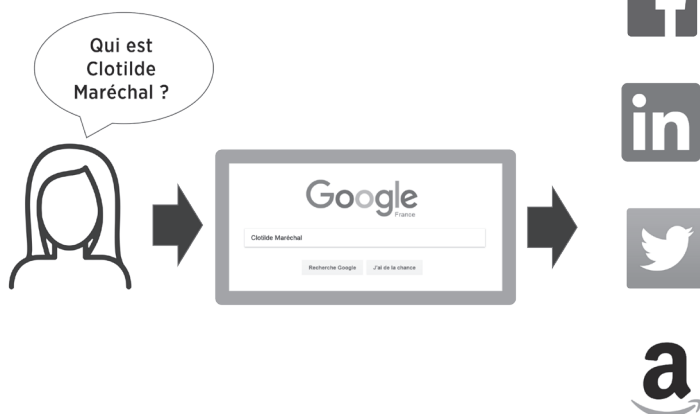 Qui est
Clotilde
Maréchal ?
f
in
Google
France
Clotilde Maréchal
Recherche Google J'ai de la chance
a